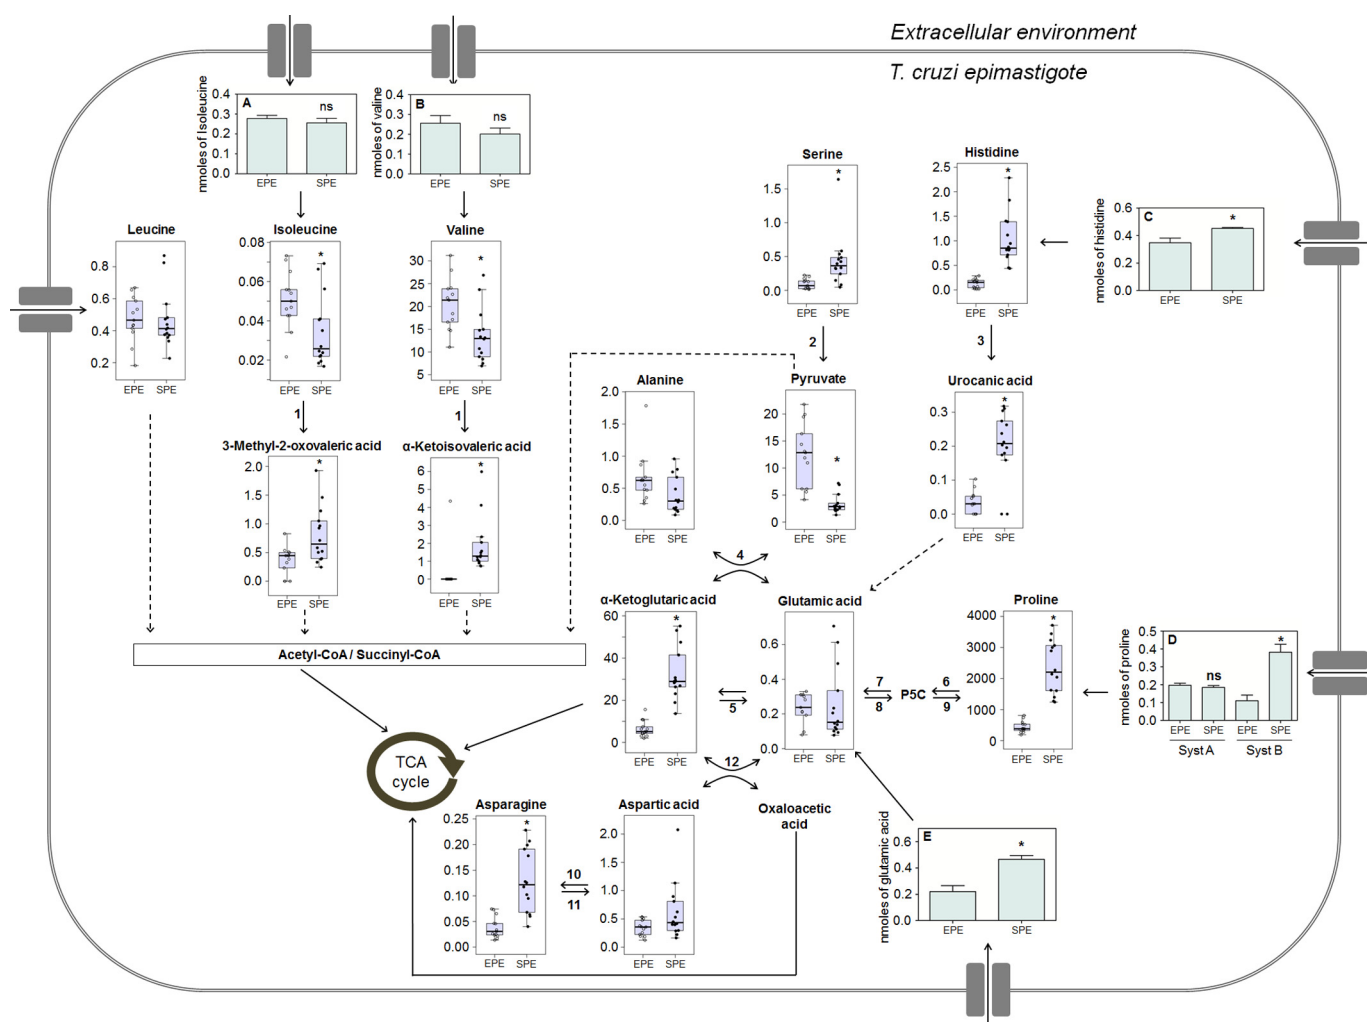 Extracellular environment
T. cruzi epimastigote
A
nmoles of Isoleucine
0.4
0.3
0.2
0.1
0.0
ns
EPE SPE
B
nmoles of valine
0.4
0.3
0.2
0.1
0.0
ns
EPE SPE
Serine
1.5
1.0
0.5
0.0
*
EPE SPE
Histidine
2.5
2.0
1.5
1.0
0.5
0.0
*
EPE SPE
C
nmoles of histidine
0.6
0.4
0.2
0.0
*
EPE SPE
Leucine
0.8
0.6
0.4
0.2
EPE SPE
Isoleucine
0.08
0.06
0.04
0.02
*
EPE SPE
Valine
30
25
20
15
10
5
*
EPE SPE
2
3
1
1
Alanine
2.0
1.5
1.0
0.5
0.0
EPE SPE
Pyruvate
20
15
10
5
0
*
EPE SPE
Urocanic acid
0.3
0.2
0.1
0.0
*
EPE SPE
3-Methyl-2-oxovaleric acid
2.0
1.5
1.0
0.5
0.0
*
EPE SPE
α-Ketoisovaleric acid
6
5
4
3
2
1
0
*
EPE SPE
4
α-Ketoglutaric acid
60
50
40
30
20
10
0
*
EPE SPE
Glutamic acid
0.8
0.6
0.4
0.2
0.0
EPE SPE
Proline
4000
3000
2000
1000
0
*
EPE SPE
D
nmoles of proline
0.5
0.4
0.3
0.2
0.1
0.0
ns
*
EPE SPE EPE SPE
Syst A Syst B
Acetyl-CoA / Succinyl-CoA
5
7
8
P5C
6
9
TCA
cycle
12
Asparagine
0.25
0.20
0.15
0.10
0.05
0.00
*
EPE SPE
10
11
Aspartic acid
2.0
1.5
1.0
0.5
0.0
EPE SPE
Oxaloacetic
acid
E
nmoles of glutamic acid
0.6
0.4
0.2
0.0
*
EPE SPE